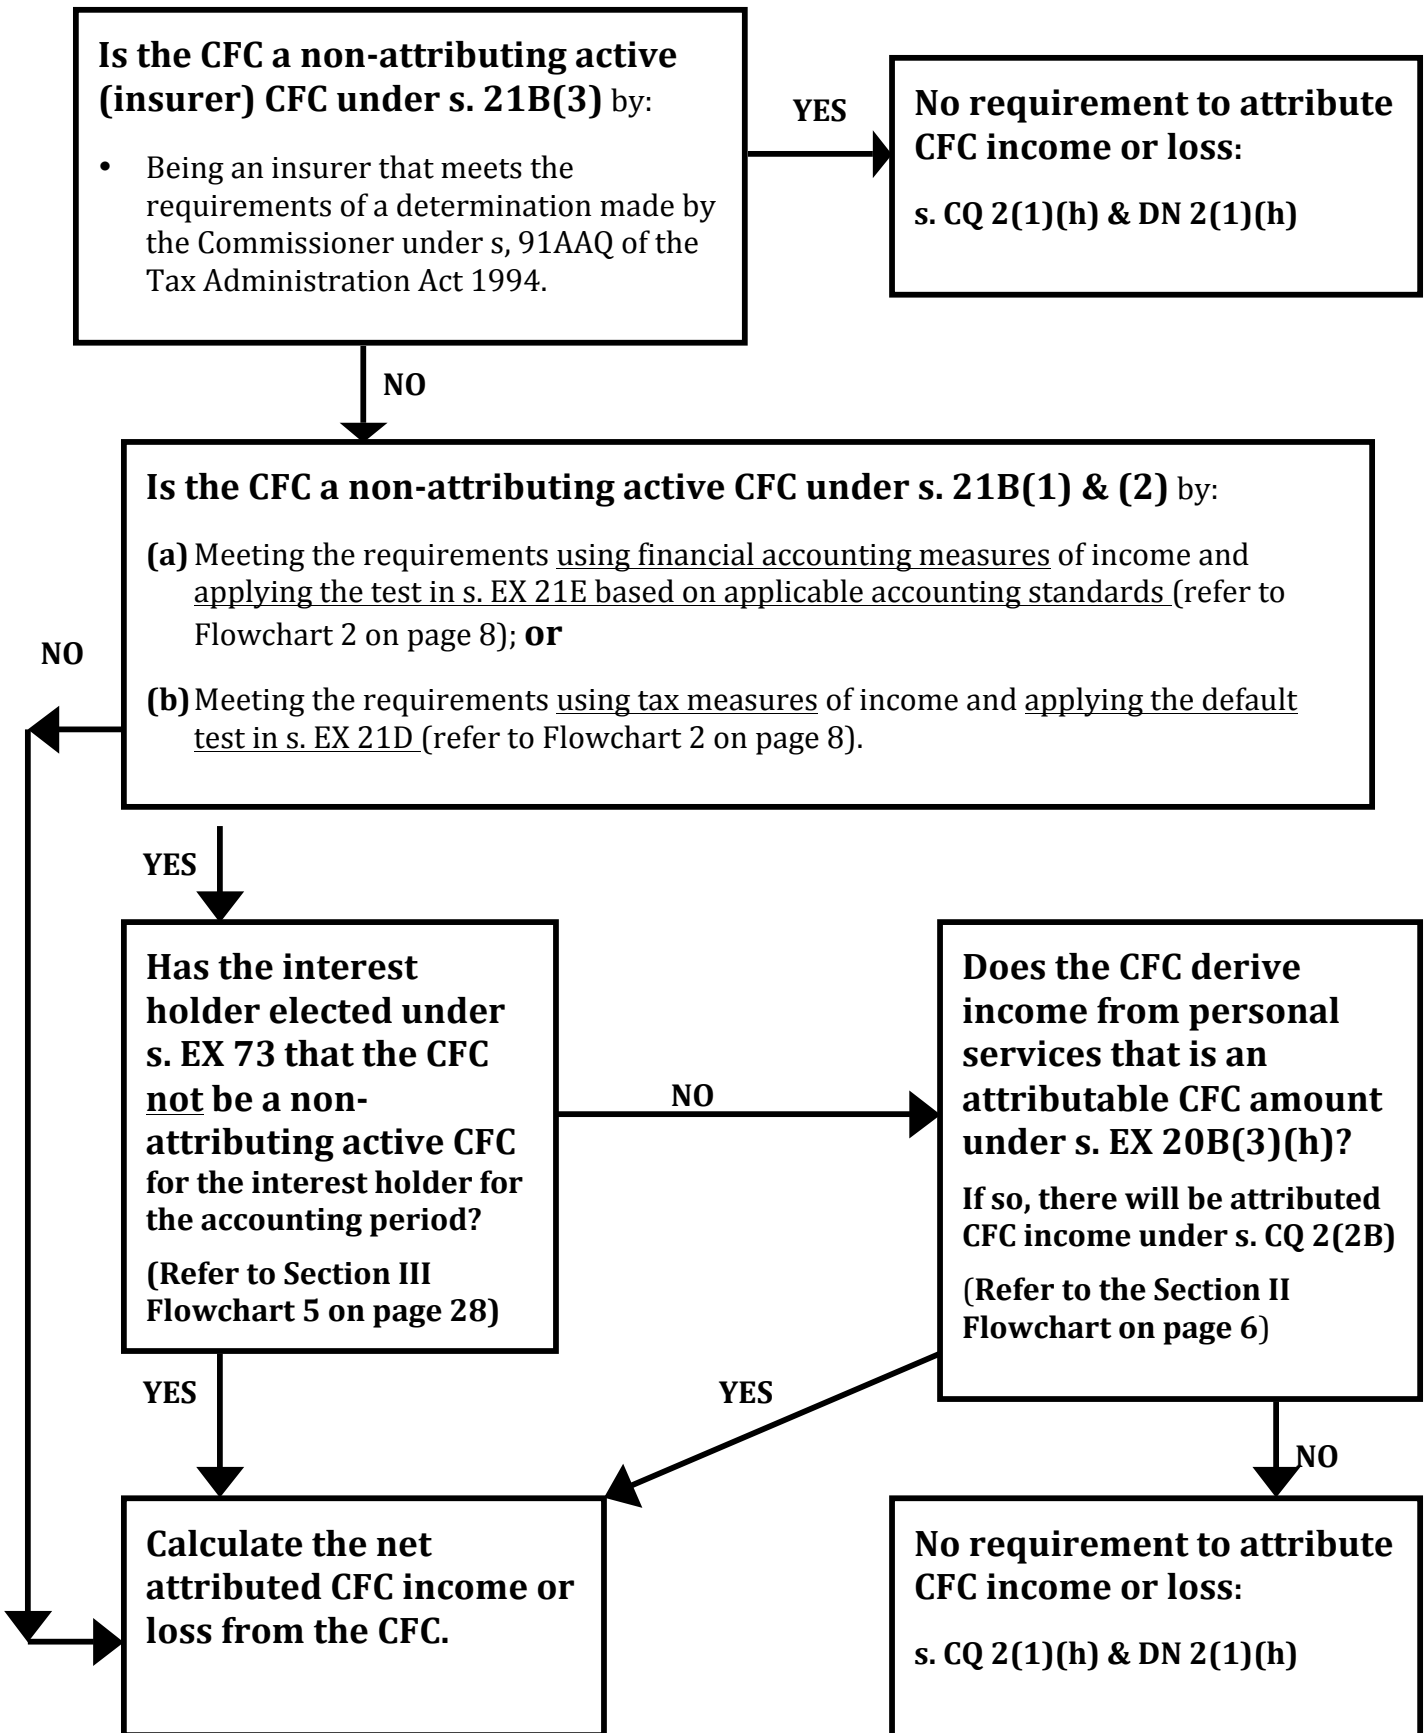 Is the CFC a non-attributing active
(insurer) CFC under s. 21B(3) by:
• Being an insurer that meets the
requirements of a determination made by
the Commissioner under s, 91AAQ of the
Tax Administration Act 1994.
YES
No requirement to attribute
CFC income or loss:
s. CQ 2(1)(h) & DN 2(1)(h)
NO
Is the CFC a non-attributing active CFC under s. 21B(1) & (2) by:
(a) Meeting the requirements using financial accounting measures of income and
applying the test in s. EX 21E based on applicable accounting standards (refer to
Flowchart 2 on page 8); or
(b) Meeting the requirements using tax measures of income and applying the default
test in s. EX 21D (refer to Flowchart 2 on page 8).
NO
YES
Has the interest
holder elected under
s. EX 73 that the CFC
not be a non-
attributing active CFC
for the interest holder for
the accounting period?
(Refer to Section III
Flowchart 5 on page 28)
NO
Does the CFC derive
income from personal
services that is an
attributable CFC amount
under s. EX 20B(3)(h)?
If so, there will be attributed
CFC income under s. CQ 2(2B)
(Refer to the Section II
Flowchart on page 6)
YES
YES
NO
Calculate the net
attributed CFC income or
loss from the CFC.
No requirement to attribute
CFC income or loss:
s. CQ 2(1)(h) & DN 2(1)(h)